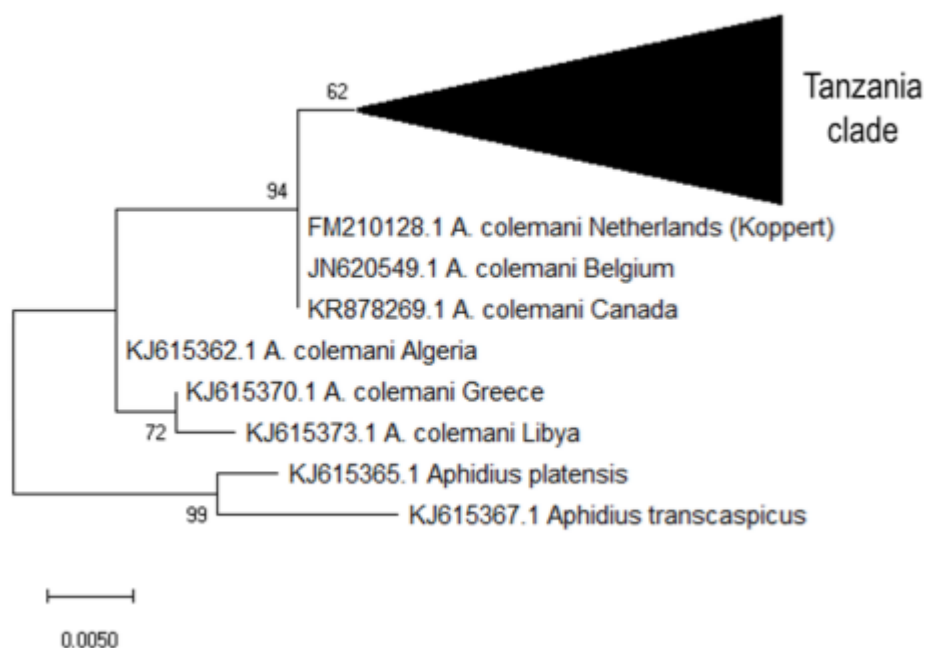 62
Tanzania
clade
94
FM210128.1 A. colemani Netherlands (Koppert)
JN620549.1 A. colemani Belgium
KR878269.1 A. colemani Canada
KJ615362.1 A. colemani Algeria
KJ615370.1 A. colemani Greece
72
KJ615373.1 A. colemani Libya
KJ615365.1 Aphidius platensis
99
KJ615367.1 Aphidius transcaspicus
0.0050